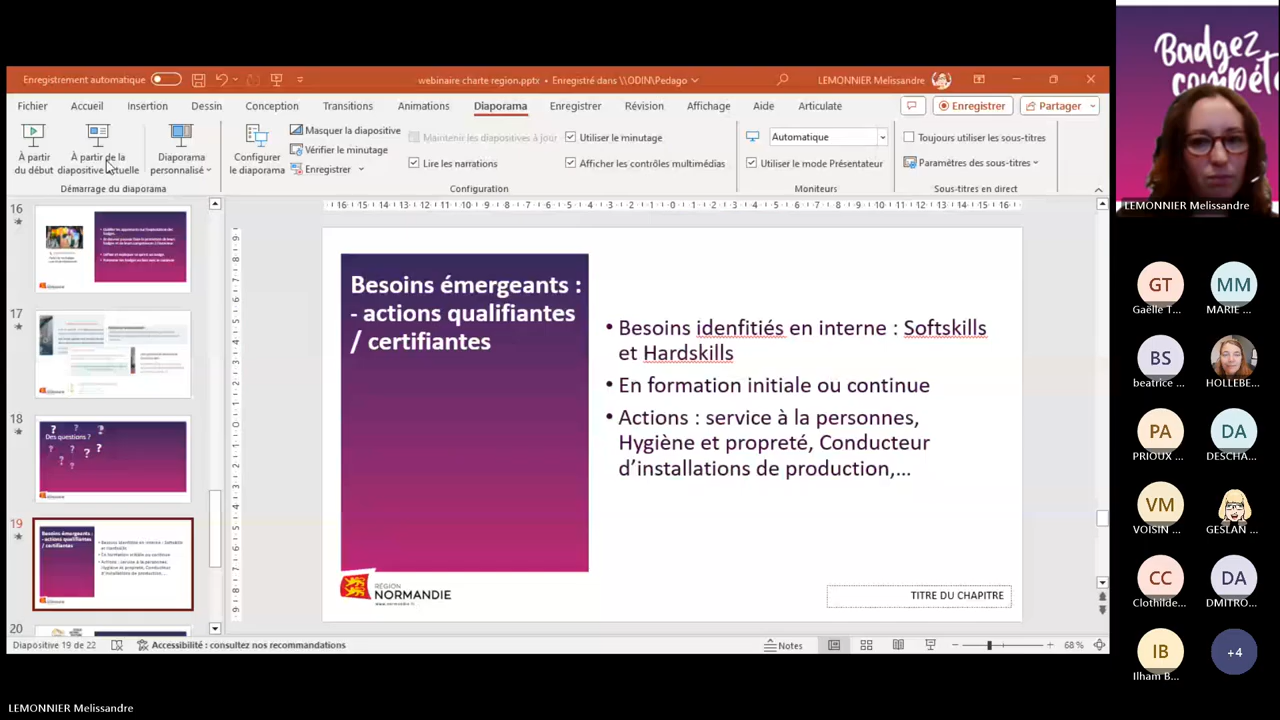 Enregistrement automatique
webinaire charte region.pptx • Enregistré dans \\ODIN\Pedago
LEMONNIER Melissandre
Fichier Accueil Insertion Dessin Conception Transitions Animations Diaporama Enregistrer Révision Affichage Aide Articulate
Enregistrer
Partager
À partir
du début
À partir de la
diapositive actuelle
Diaporama
personnalisé
Démarrage du diaporama
Configurer
le diaporama
Masquer la diapositive
Vérifier le minutage
Enregistrer
Maintenir les diapositives à jour
Lire les narrations
Utiliser le minutage
Afficher les contrôles multimédias
Configuration
Automatique
Utiliser le mode Présentateur
Moniteurs
Toujours utiliser les sous-titres
Paramètres des sous-titres
Sous-titres en direct
16
17
18
Des questions ?
19
Besoins émergeants :
- actions qualifiantes
/ certifiantes
20
Besoins émergeants :
- actions qualifiantes
/ certifiantes
• Besoins idenfitiés en interne : Softskills
et Hardskills
• En formation initiale ou continue
• Actions : service à la personnes,
Hygiène et propreté, Conducteur
d'installations de production,...
RÉGION
NORMANDIE
www.normandie.fr
TITRE DU CHAPITRE
Diapositive 19 de 22
Accessibilité : consultez nos recommandations
Notes
68 %
Badgez
LEMONNIER Melissandre
GT
Gaëlle T...
MM
MARIE ...
BS
beatrice ...
HOLLEBE...
PA
PRIOUX ...
DA
DESCHA...
VM
VOISIN ...
GESLAN ...
CC
Clothilde...
DA
DMITRO...
IB
Ilham B...
+4
LEMONNIER Melissandre